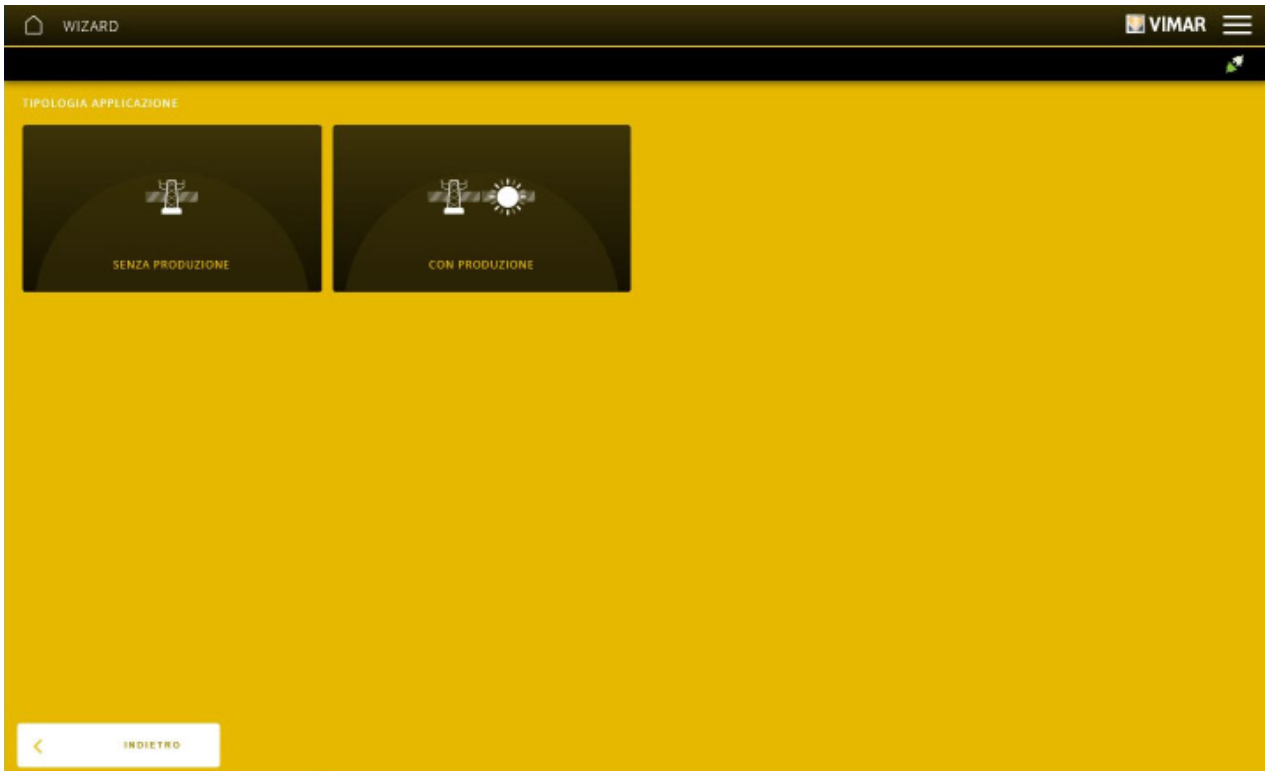 WIZARD
VIMAR
TIPOLOGIA APPLICAZIONE
SENZA PRODUZIONE
CON PRODUZIONE
INDIETRO